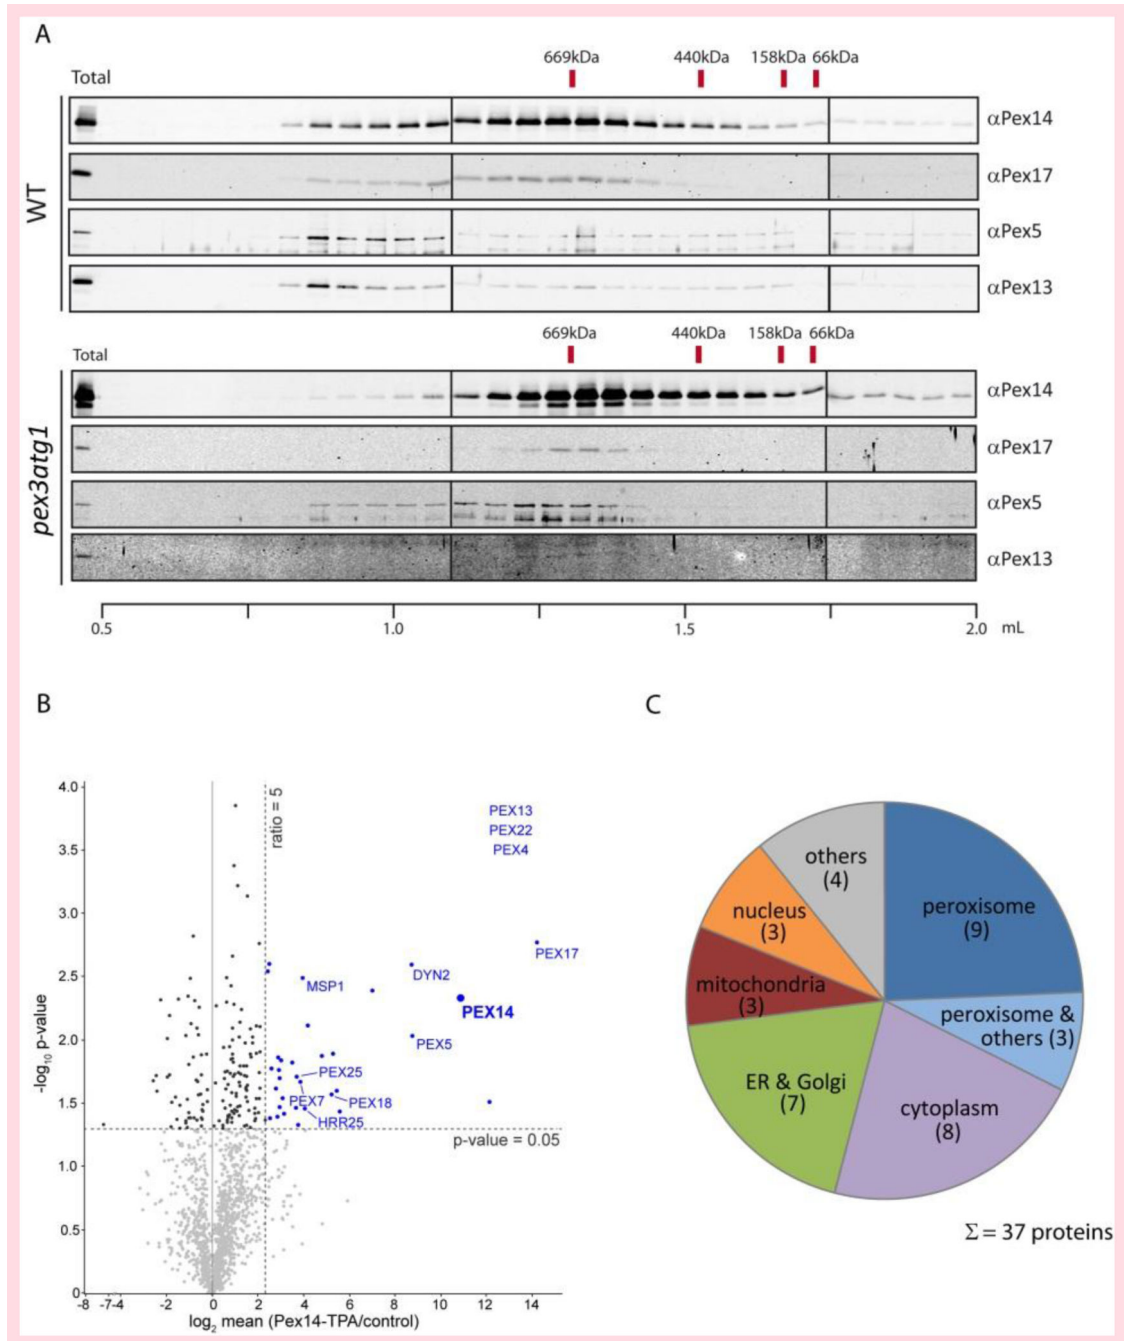 A
669kDa 440kDa 158kDa 66kDa
Total
WT
αPex14
αPex17
αPex5
αPex13
669kDa 440kDa 158kDa 66kDa
Total
pex3atg1
αPex14
αPex17
αPex5
αPex13
0.5 1.0 1.5 2.0 mL
B
C
4.0
3.5
3.0
2.5
2.0
1.5
1.0
0.5
0
-log10 p-value
ratio = 5
PEX13
PEX22
PEX4
PEX17
DYN2
MSP1
PEX14
PEX5
PEX25
PEX7
PEX18
HRR25
p-value = 0.05
-8 -7 -4 -2 0 2 4 6 8 10 12 14
log2 mean (Pex14-TPA/control)
others
(4)
peroxisome
(9)
nucleus
(3)
mitochondria
(3)
peroxisome &
others (3)
ER & Golgi
(7)
cytoplasm
(8)
Σ = 37 proteins